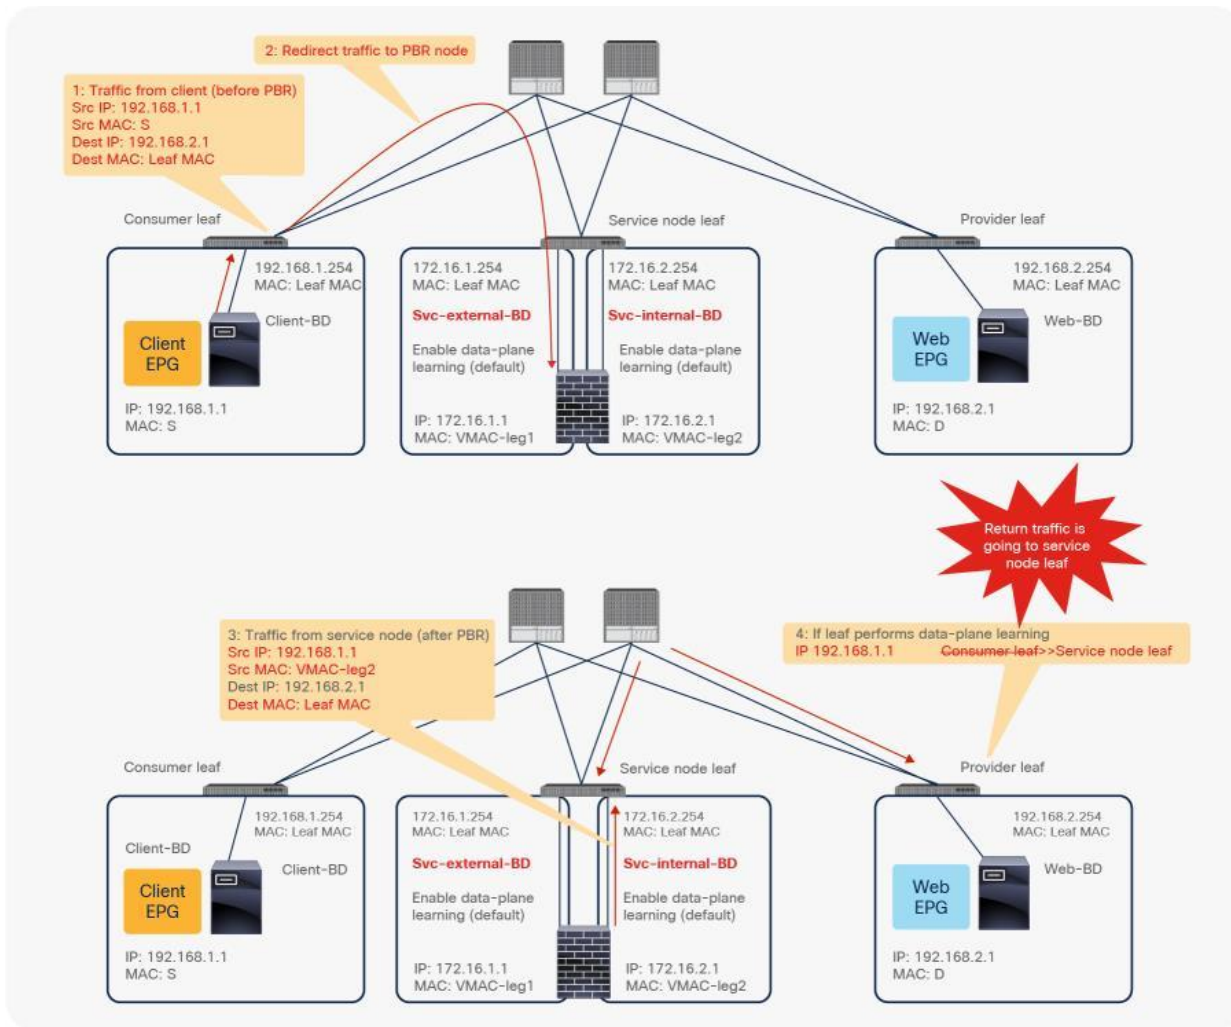 2: Redirect traffic to PBR node
1: Traffic from client (before PBR)
Src IP: 192.168.1.1
Src MAC: S
Dest IP: 192.168.2.1
Dest MAC: Leaf MAC
Consumer leaf
Service node leaf
Provider leaf
192.168.1.254
MAC: Leaf MAC
Client-BD
Client
EPG
IP: 192.168.1.1
MAC: S
172.16.1.254
MAC: Leaf MAC
Svc-external-BD
Enable data-plane
learning (default)
IP: 172.16.1.1
MAC: VMAC-leg1
172.16.2.254
MAC: Leaf MAC
Svc-internal-BD
Enable data-plane
learning (default)
IP: 172.16.2.1
MAC: VMAC-leg2
192.168.2.254
MAC: Leaf MAC
Web-BD
Web
EPG
IP: 192.168.2.1
MAC: D
Return traffic is
going to service
node leaf
3: Traffic from service node (after PBR)
Src IP: 192.168.1.1
Src MAC: VMAC-leg2
Dest IP: 192.168.2.1
Dest MAC: Leaf MAC
4: If leaf performs data-plane learning
IP 192.168.1.1 Consumer leaf>>Service node leaf
Consumer leaf
Service node leaf
Provider leaf
192.168.1.254
MAC: Leaf MAC
Client-BD
Client-BD
Client
EPG
IP: 192.168.1.1
MAC: S
172.16.1.254
MAC: Leaf MAC
Svc-external-BD
Enable data-plane
learning (default)
IP: 172.16.1.1
MAC: VMAC-leg1
172.16.2.254
MAC: Leaf MAC
Svc-internal-BD
Enable data-plane
learning (default)
IP: 172.16.2.1
MAC: VMAC-leg2
192.168.2.254
MAC: Leaf MAC
Web-BD
Web
EPG
IP: 192.168.2.1
MAC: D